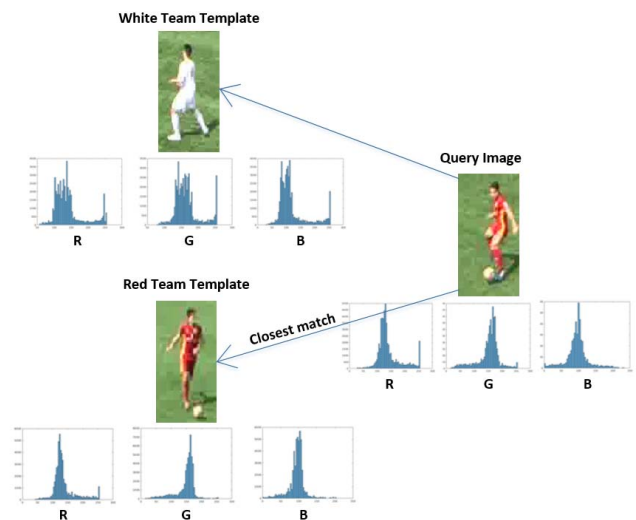 White Team Template
Query Image
R
G
B
Red Team Template
Closest match
R
G
B
R
G
B